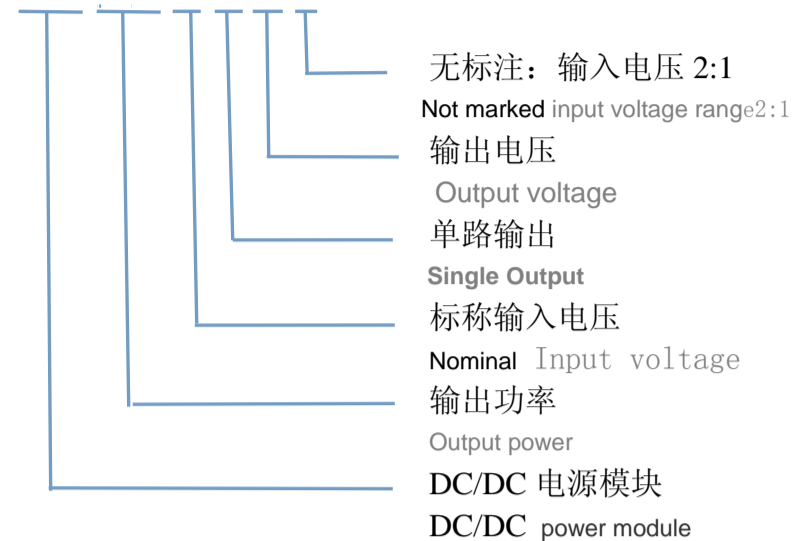 无标注：输入电压 2:1
Not marked input voltage range2:1
输出电压
Output voltage
单路输出
Single Output
标称输入电压
Nominal Input voltage
输出功率
Output power
DC/DC 电源模块
DC/DC power module